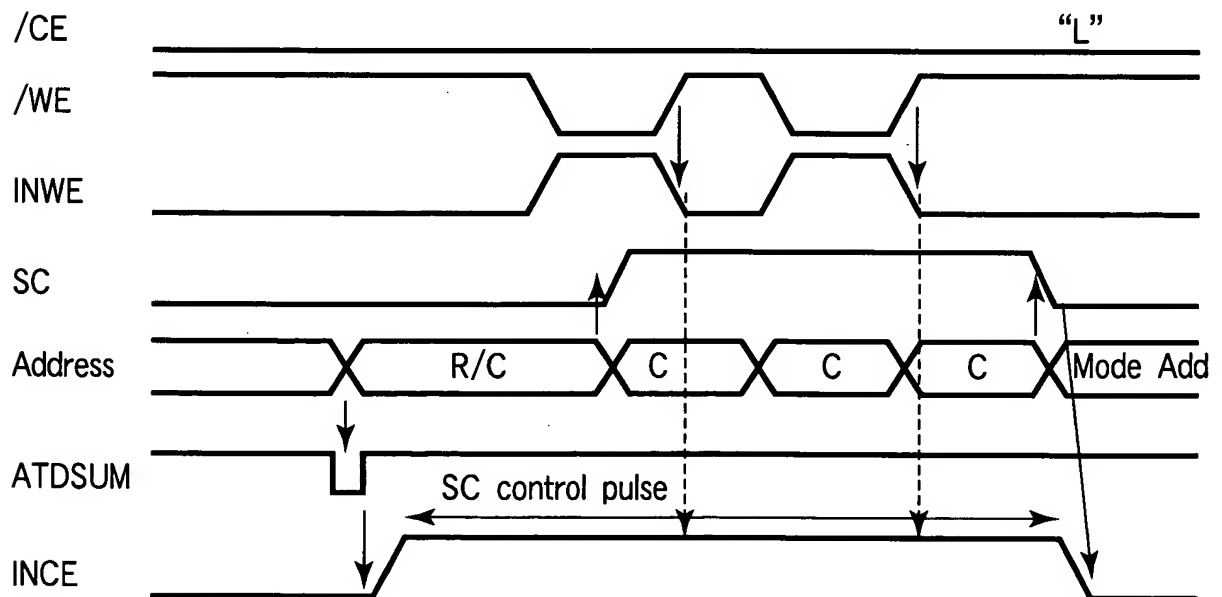 /CE “L”
/WE
INWE
SC
Address R/C C C C Mode Add
ATDSUM
SC control pulse
INCE